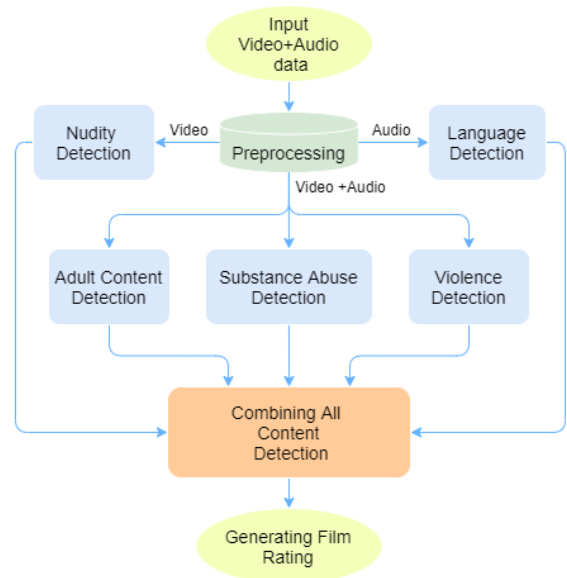 Input
Video+Audio
data
Nudity
Detection
Video
Preprocessing
Audio
Language
Detection
Video +Audio
Adult Content
Detection
Substance Abuse
Detection
Violence
Detection
Combining All
Content
Detection
Generating Film
Rating